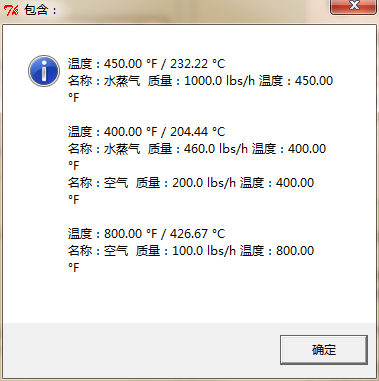 包含：
温度：450.00 °F / 232.22 °C
名称：水蒸气  质量：1000.0 lbs/h 温度：450.00
°F
温度：400.00 °F / 204.44 °C
名称：水蒸气  质量：460.0 lbs/h 温度：400.00
°F
名称：空气  质量：200.0 lbs/h 温度：400.00
°F
温度：800.00 °F / 426.67 °C
名称：空气  质量：100.0 lbs/h 温度：800.00
°F
确定